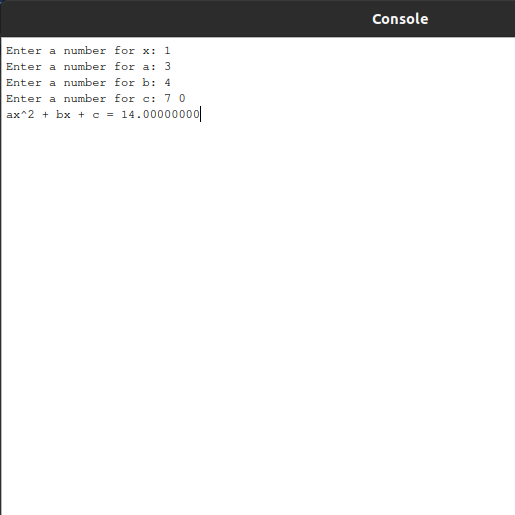 Console
Enter a number for x: 1
Enter a number for a: 3
Enter a number for b: 4
Enter a number for c: 7 0
ax^2 + bx + c = 14.00000000